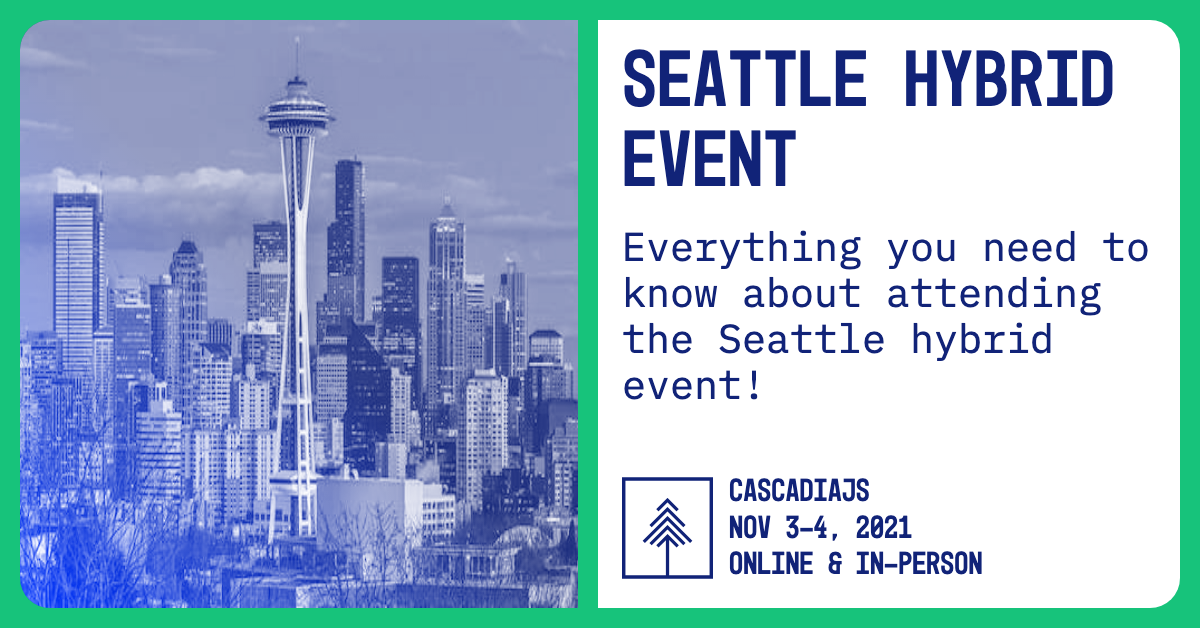 SEATTLE HYBRID
EVENT
Everything you need to
know about attending
the Seattle hybrid
event!
CASCADIAJS
NOV 3-4, 2021
ONLINE & IN-PERSON